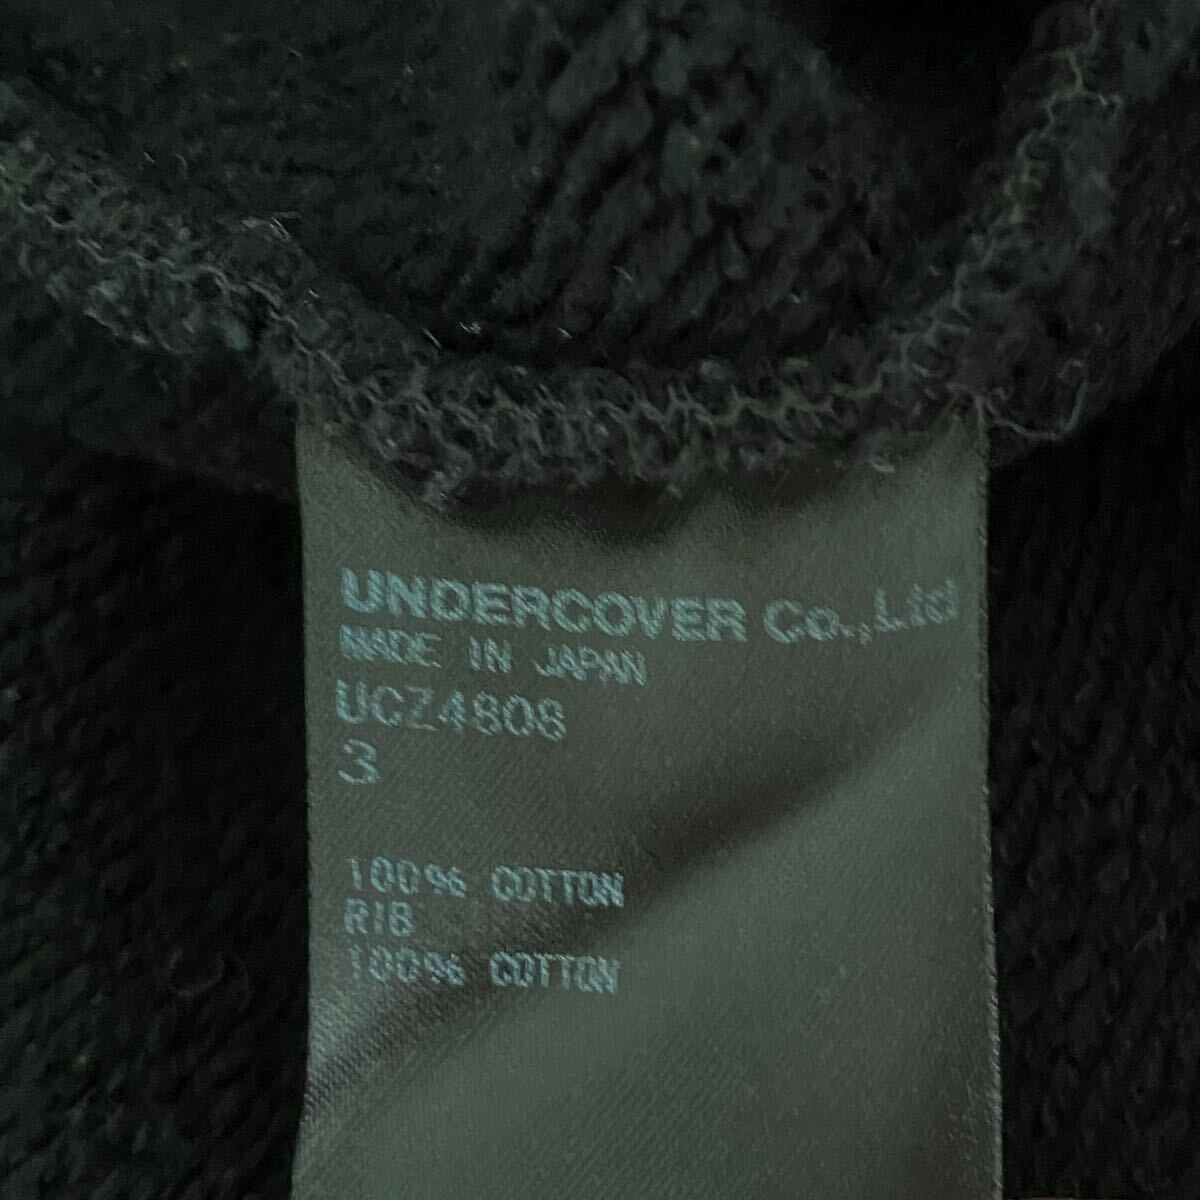 UNDERCOVER Co.,Ltd
MADE IN JAPAN
UCZ4808
3
100% COTTON
RIB
100% COTTON